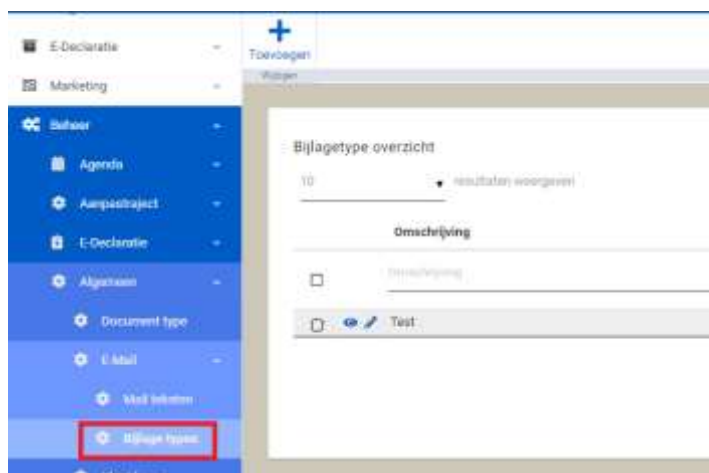 E-Declaratie
Marketing
Beheer
Agenda
Aanpastraject
E-Declaratie
Algemeen
Document type
E-Mail
Mail teksten
Bijlage types
Toevoegen
Wijzigen
Bijlagetype overzicht
10 resultaten weergeven
Omschrijving
Omschrijving
Test